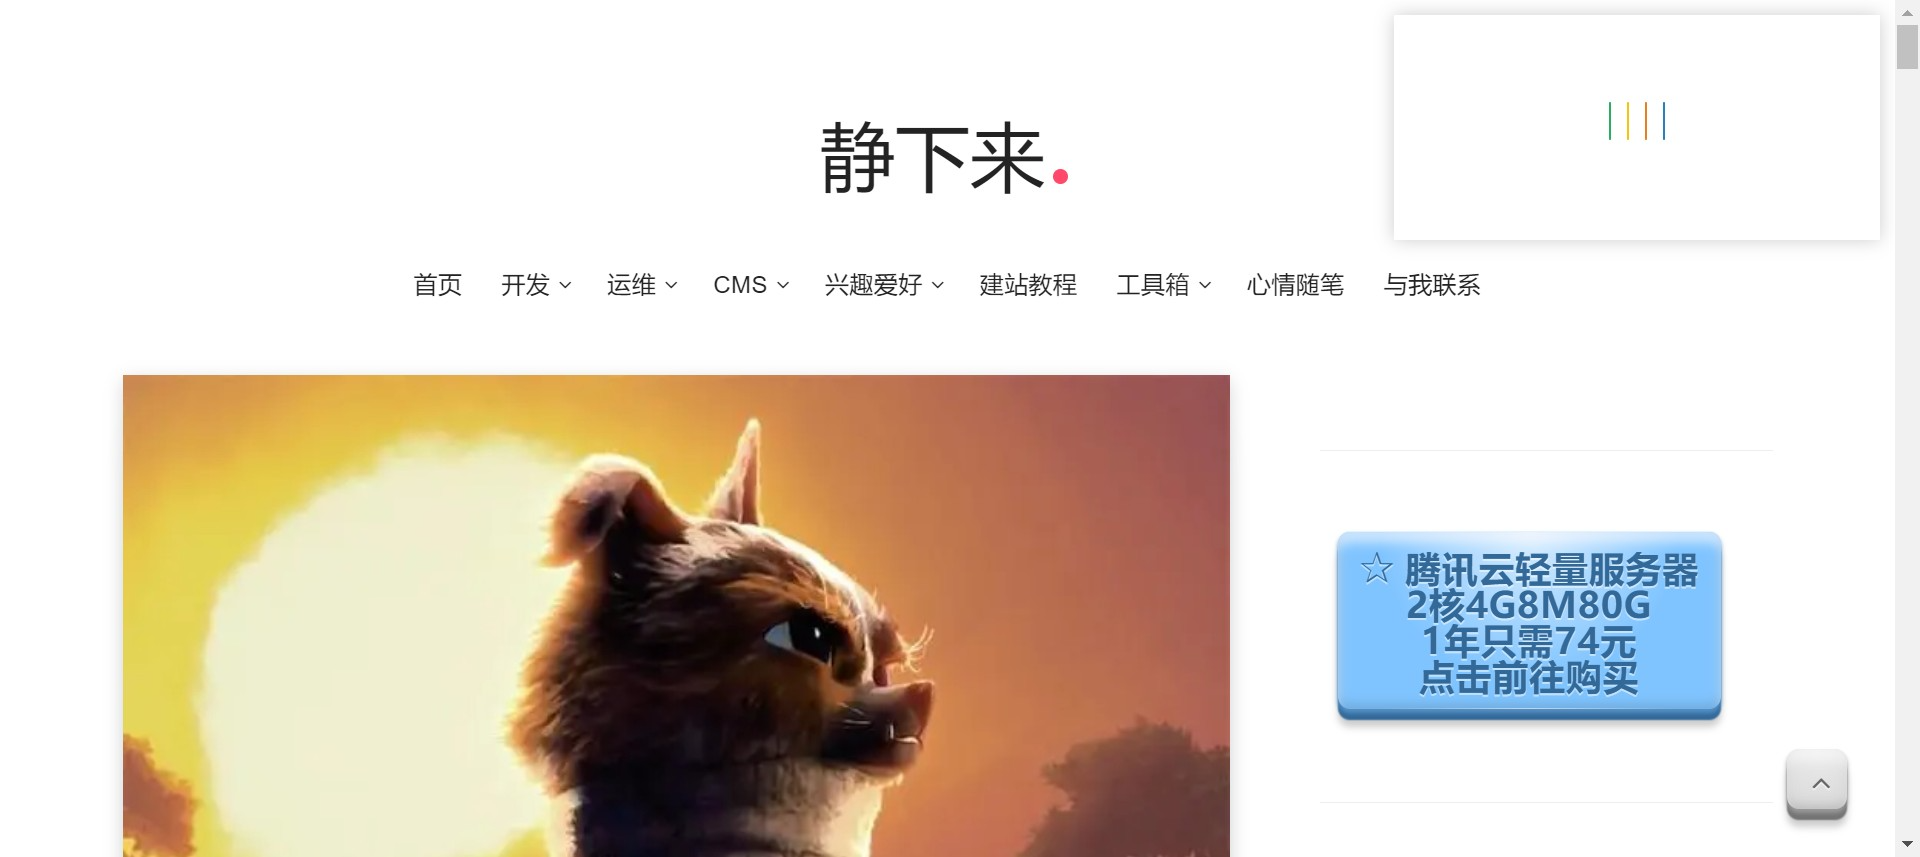 静下来.
首页 开发 运维 CMS 兴趣爱好 建站教程 工具箱 心情随笔 与我联系
☆ 腾讯云轻量服务器
2核4G8M80G
1年只需74元
点击前往购买